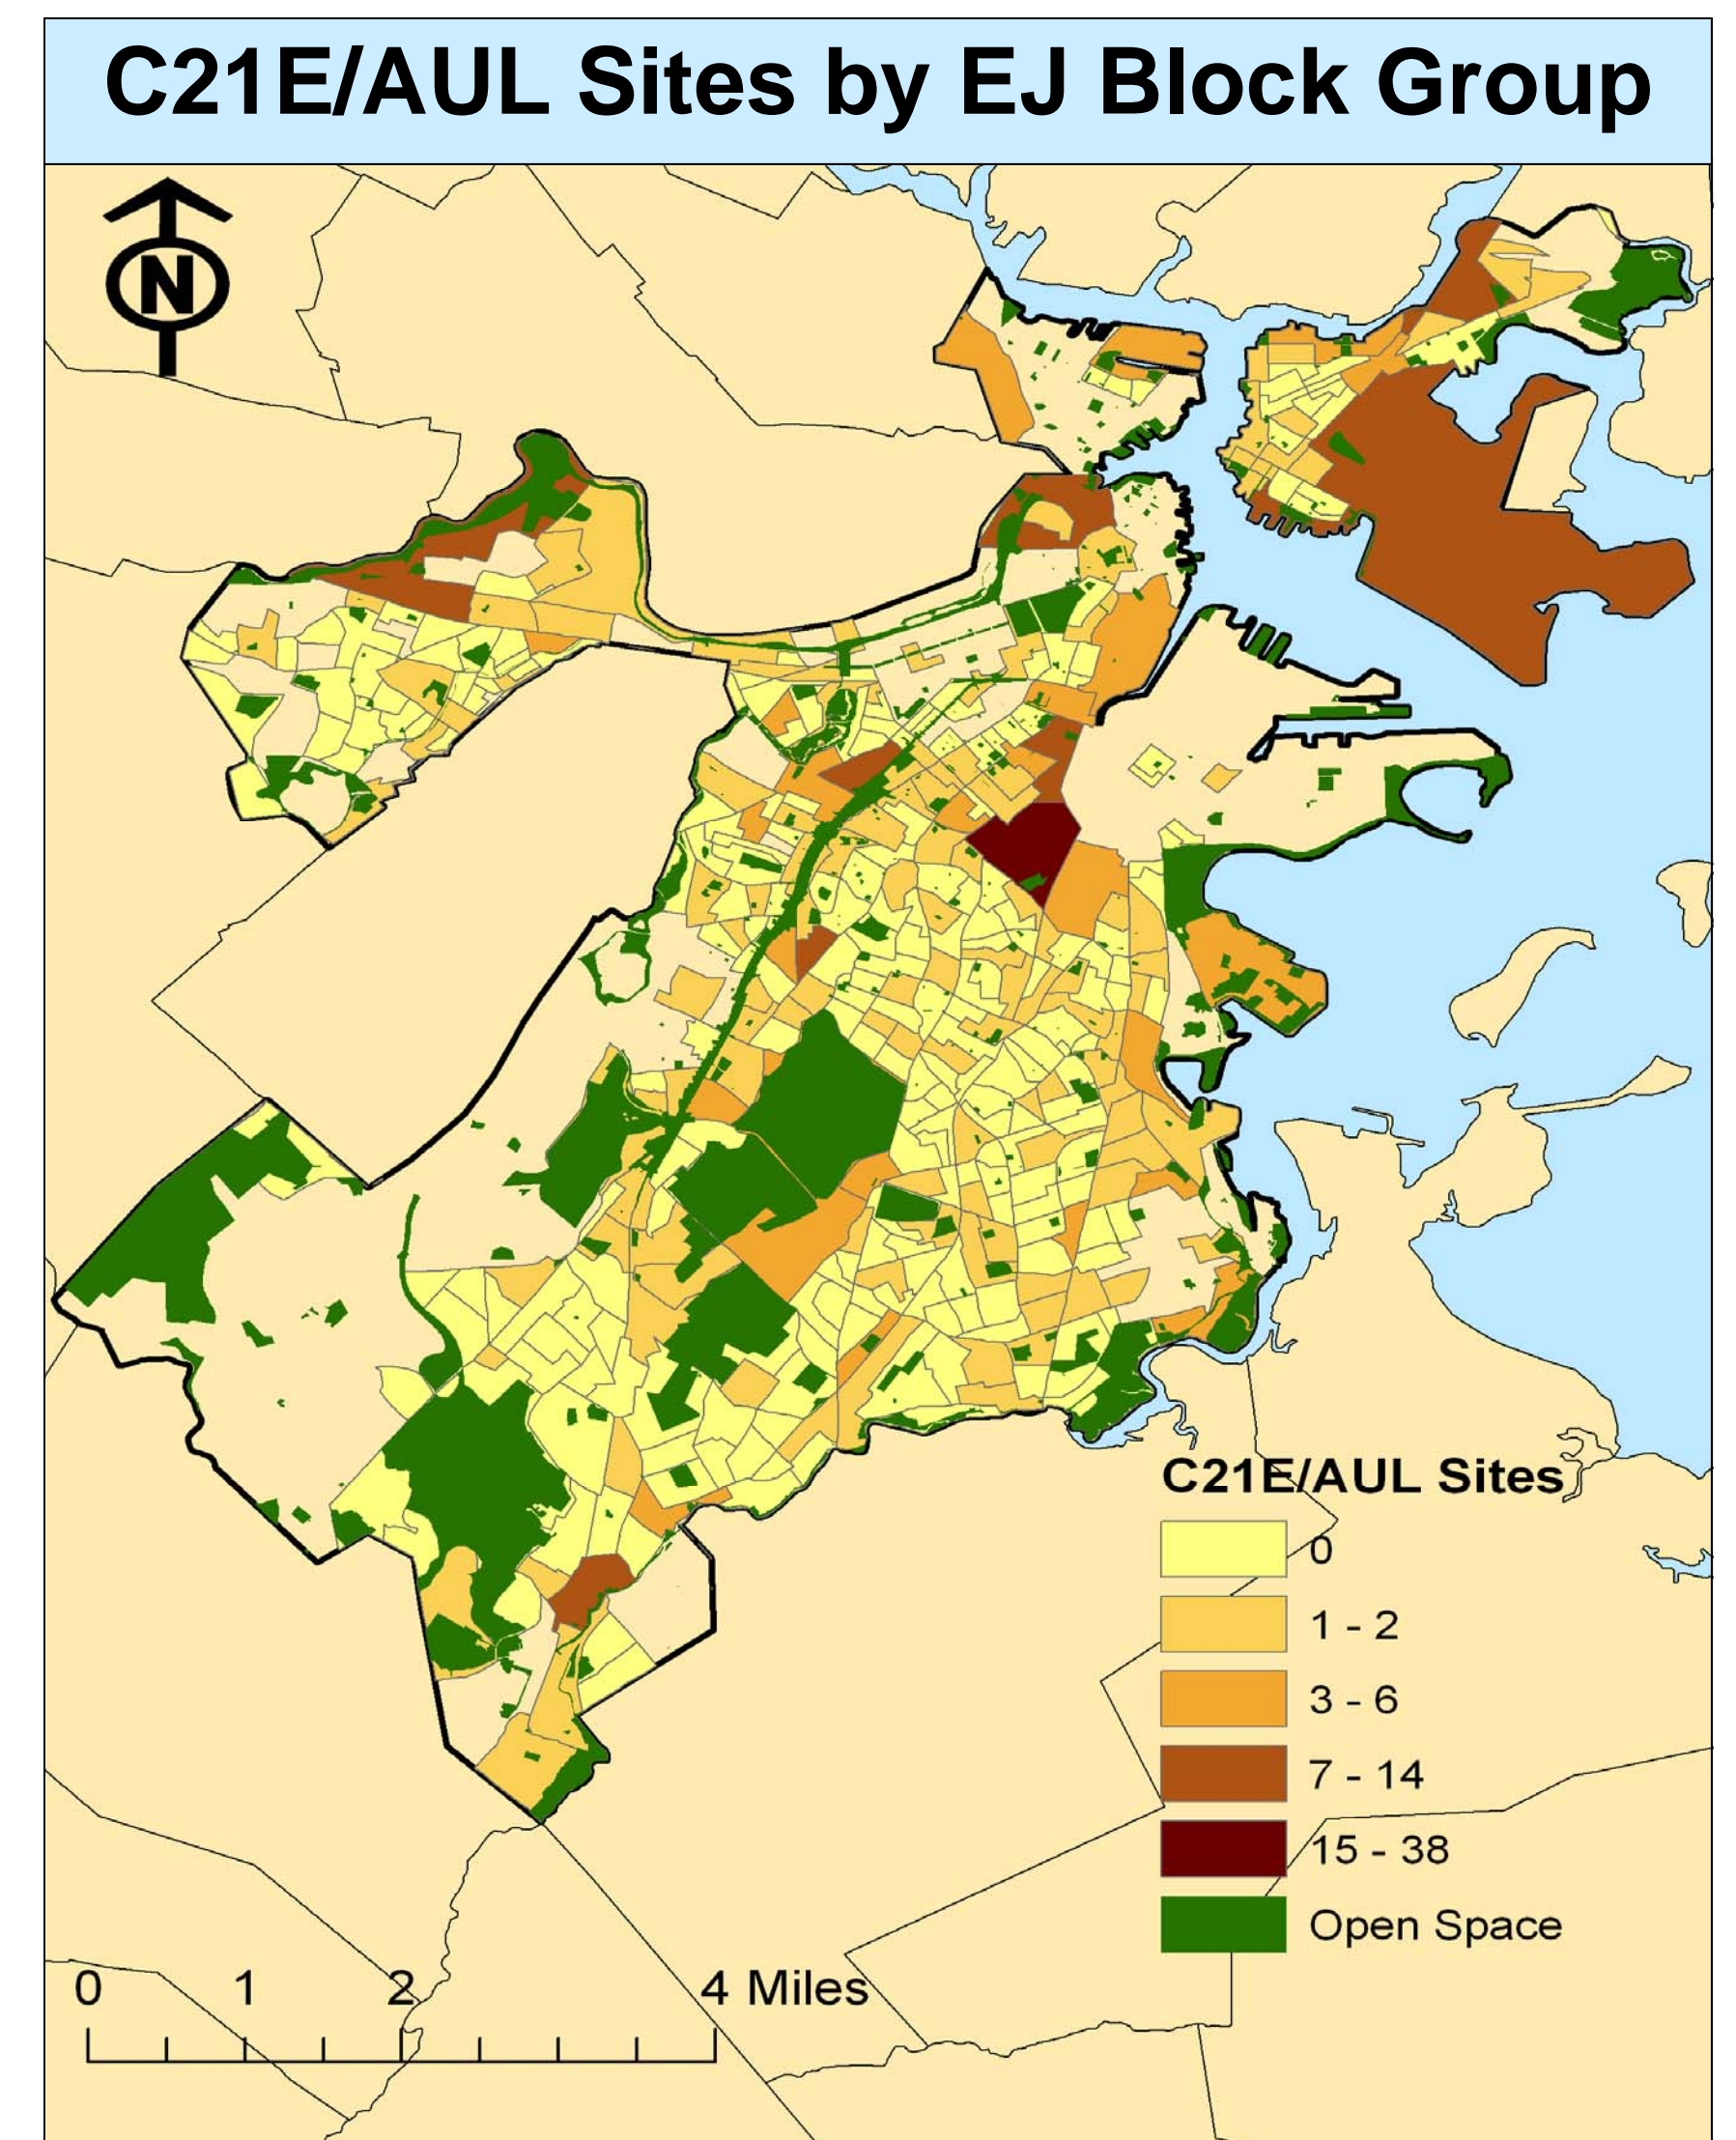 C21E/AUL Sites by EJ Block Group
N
C21E/AUL Sites
0
1 - 2
3 - 6
7 - 14
15 - 38
Open Space
0 1 2 4 Miles